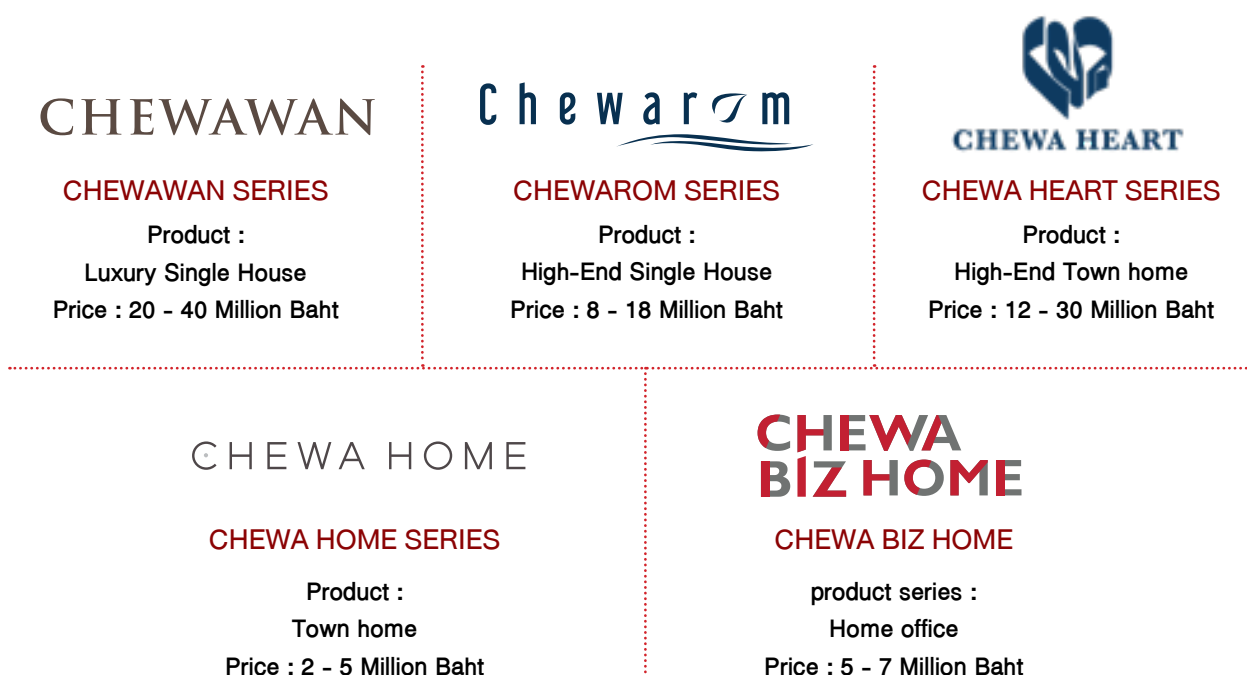 CHEWAWAN
CHEWAWAN SERIES
Product :
Luxury Single House
Price : 20 - 40 Million Baht
Chewarom
CHEWAROM SERIES
Product :
High-End Single House
Price : 8 - 18 Million Baht
CHEWA HEART
CHEWA HEART SERIES
Product :
High-End Town home
Price : 12 - 30 Million Baht
CHEWA HOME
CHEWA HOME SERIES
Product :
Town home
Price : 2 - 5 Million Baht
CHEWA
BIZ HOME
CHEWA BIZ HOME
product series :
Home office
Price : 5 - 7 Million Baht